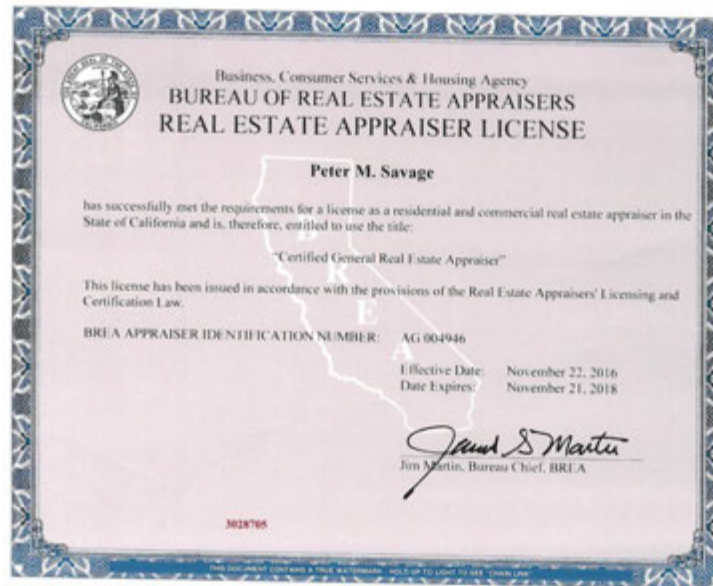 Business, Consumer Services & Housing Agency
BUREAU OF REAL ESTATE APPRAISERS
REAL ESTATE APPRAISER LICENSE
Peter M. Savage
has successfully met the requirements for a license as a residential and commercial real estate appraiser in the
State of California and is, therefore, entitled to use the title:
"Certified General Real Estate Appraiser"
This license has been issued in accordance with the provisions of the Real Estate Appraisers' Licensing and
Certification Law.
BREA APPRAISER IDENTIFICATION NUMBER: AG 004946
Effective Date: November 22, 2016
Date Expires: November 21, 2018
Jim Martin, Bureau Chief, BREA
3028705
THIS DOCUMENT CONTAINS A TRUE WATERMARK - HOLD UP TO LIGHT TO SEE "CHAIN LINK"
B
R
E
A